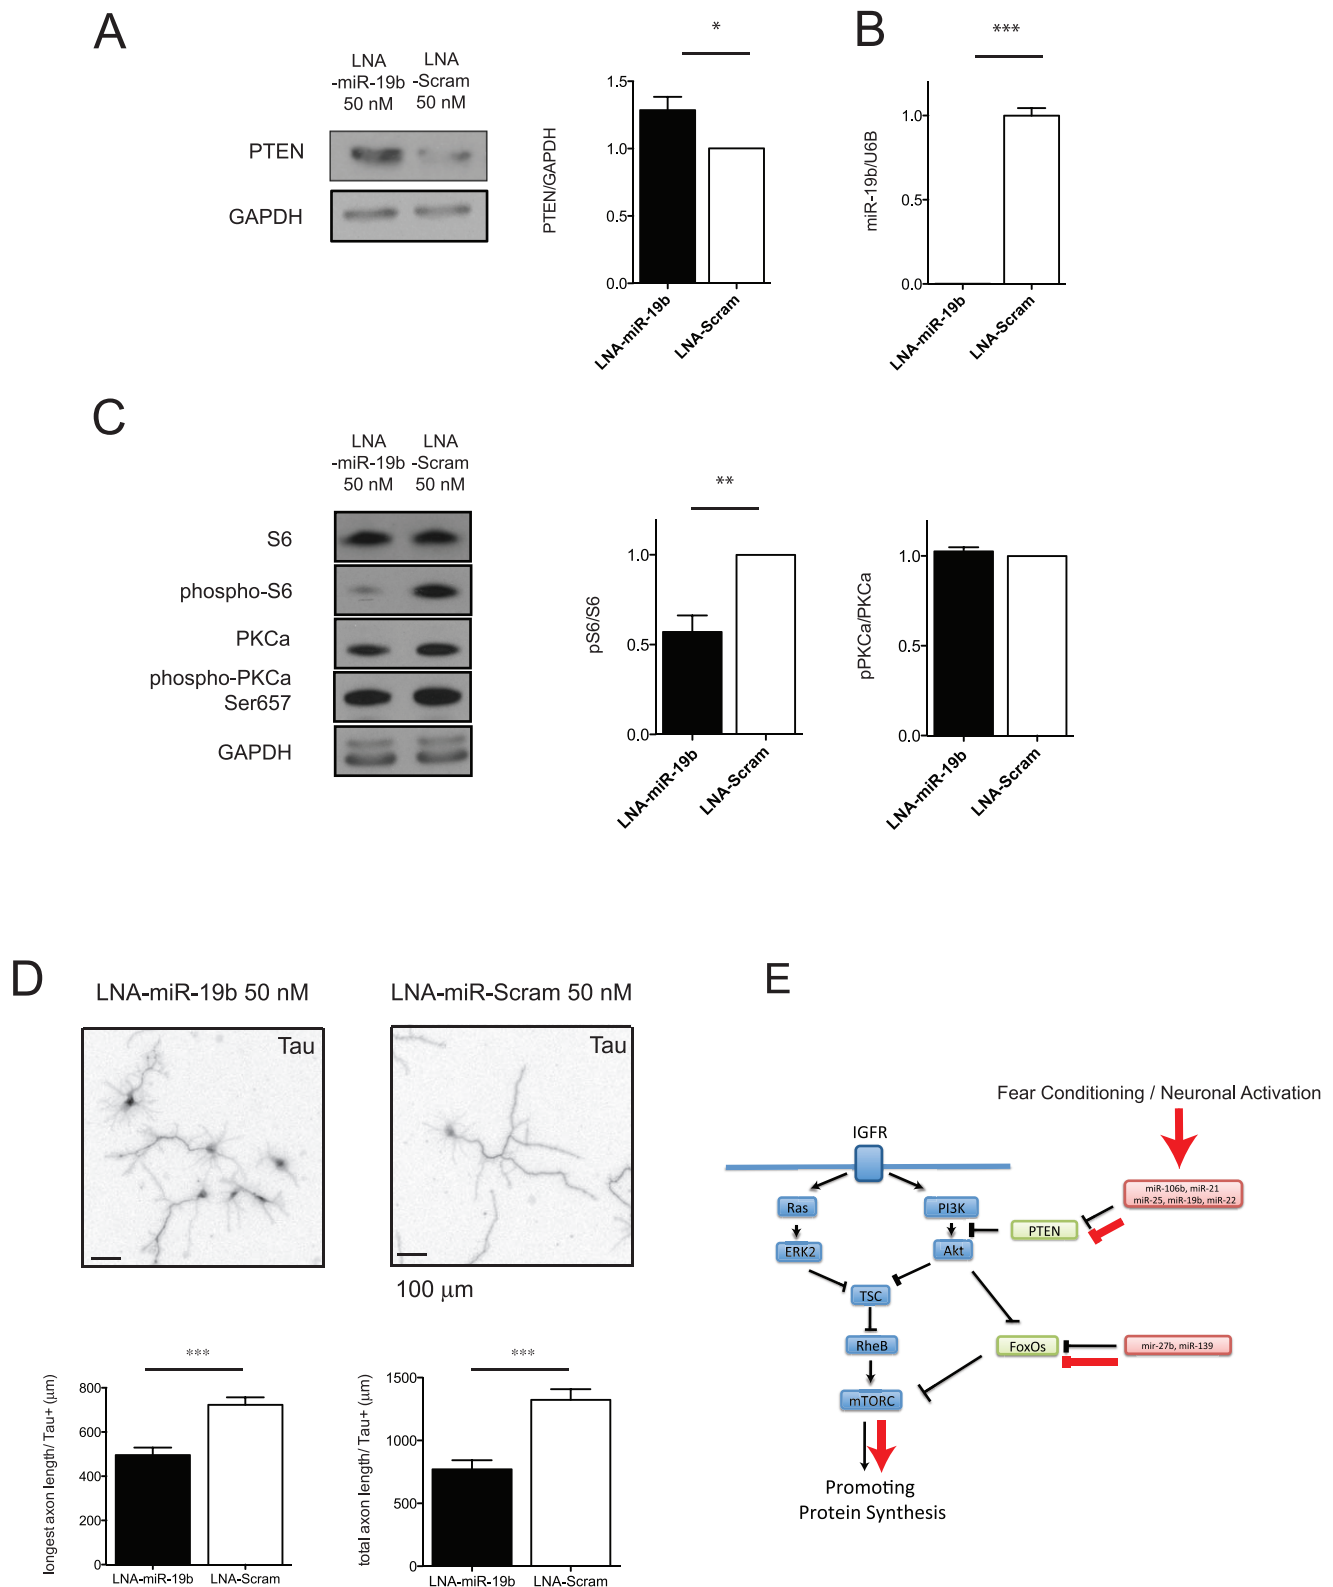 A
LNA
-miR-19b
50 nM
LNA
-Scram
50 nM
PTEN
GAPDH
*
PTEN/GAPDH
1.5
1.0
0.5
0.0
LNA-miR-19b
LNA-Scram
B
***
miR-19b/U6B
1.0
0.5
0.0
LNA-miR-19b
LNA-Scram
C
LNA
-miR-19b
50 nM
LNA
-Scram
50 nM
S6
phospho-S6
PKCa
phospho-PKCa
Ser657
GAPDH
**
pS6/S6
1.0
0.5
0.0
LNA-miR-19b
LNA-Scram
pPKCa/PKCa
1.0
0.5
0.0
LNA-miR-19b
LNA-Scram
D
LNA-miR-19b 50 nM
Tau
LNA-miR-Scram 50 nM
Tau
100 μm
***
longest axon length/ Tau+ (μm)
800
600
400
200
0
LNA-miR-19b
LNA-Scram
***
total axon length/ Tau+ (μm)
1500
1000
500
0
LNA-miR-19b
LNA-Scram
E
Fear Conditioning / Neuronal Activation
IGFR
miR-106b, miR-21
miR-25, miR-19b, miR-22
Ras
PI3K
PTEN
ERK2
Akt
TSC
RheB
FoxOs
mir-27b, miR-139
mTORC
Promoting
Protein Synthesis